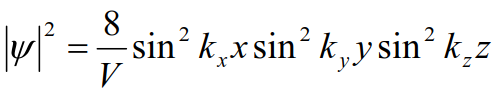 |ψ|² = 8/V sin² kₓx sin² k_y y sin² k_z z